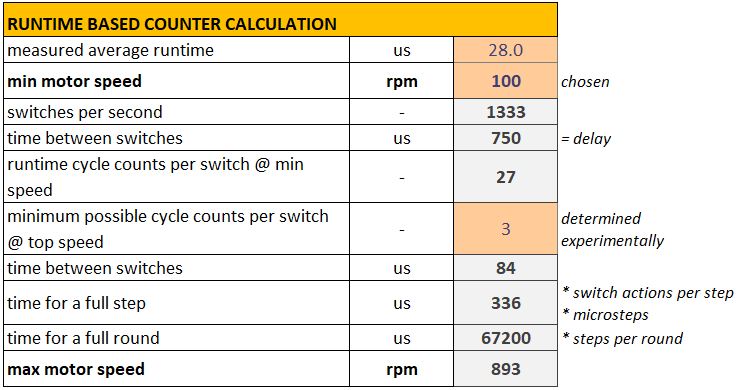 RUNTIME BASED COUNTER CALCULATION
measured average runtime us 28.0
min motor speed rpm 100 chosen
switches per second - 1333
time between switches us 750 = delay
runtime cycle counts per switch @ min
speed - 27
minimum possible cycle counts per switch
@ top speed - 3 determined
experimentally
time between switches us 84
time for a full step us 336 * switch actions per step
* microsteps
time for a full round us 67200 * steps per round
max motor speed rpm 893